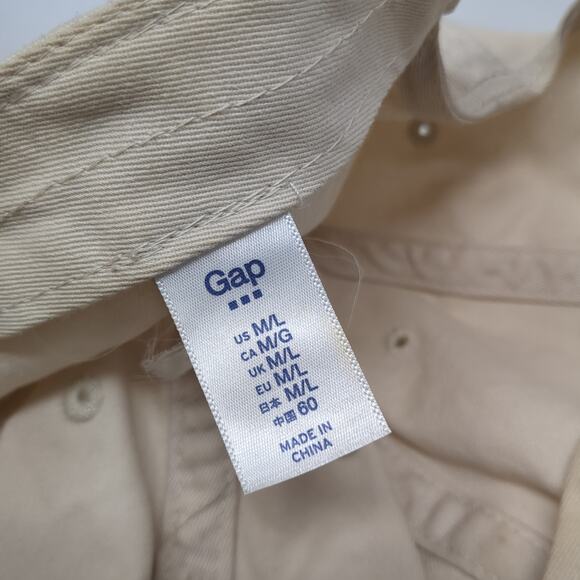 Gap
US M/L
CA M/G
UK M/L
EU M/L
日本 M/L
中国 60
MADE IN
CHINA